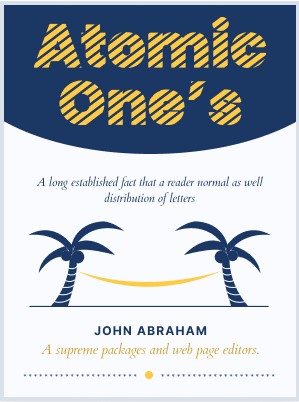 Atomic
One's
A long established fact that a reader normal as well
distribution of letters
JOHN ABRAHAM
A supreme packages and web page editors.